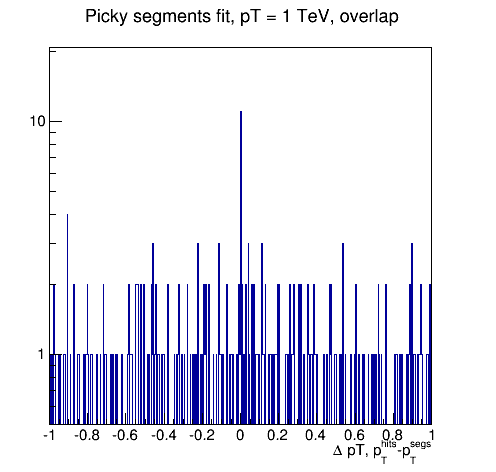 Picky segments fit, pT = 1 TeV, overlap
10
1
-1 -0.8 -0.6 -0.4 -0.2 0 0.2 0.4 0.6 0.8 1
Δ pT, p_T^hits-p_T^segs